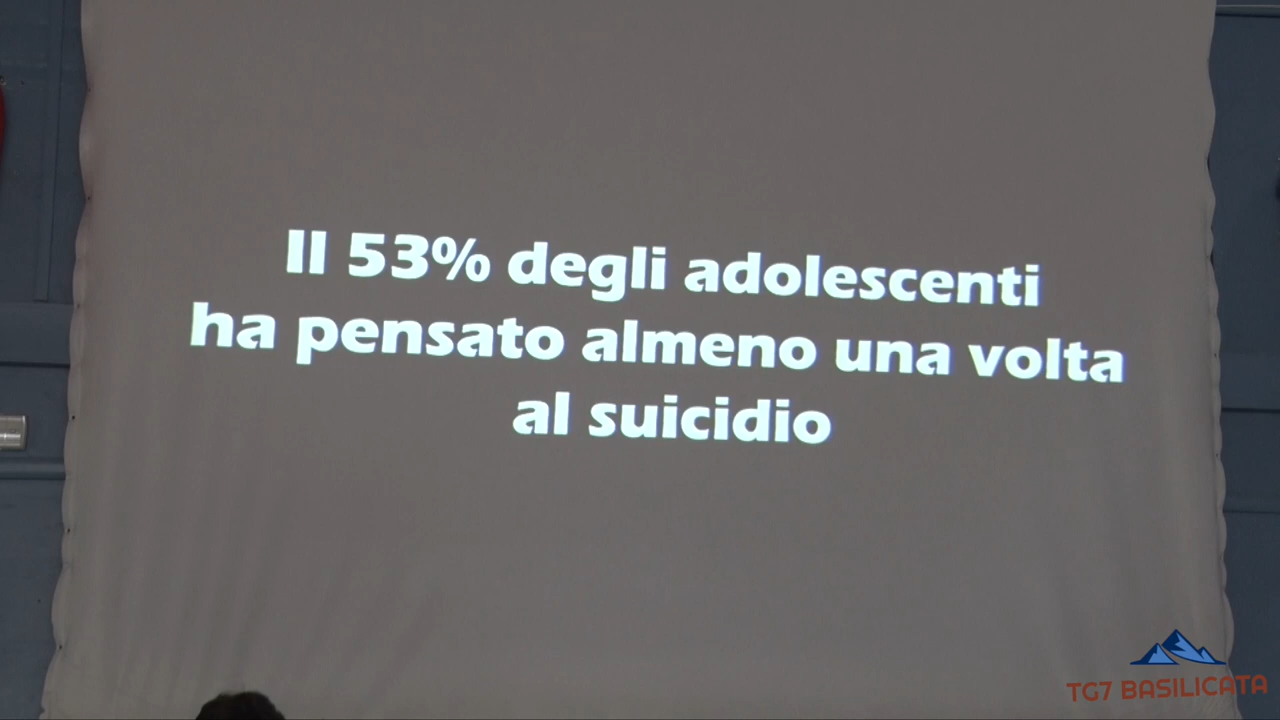 Il 53% degli adolescenti
ha pensato almeno una volta
al suicidio
TG7 BASILICATA